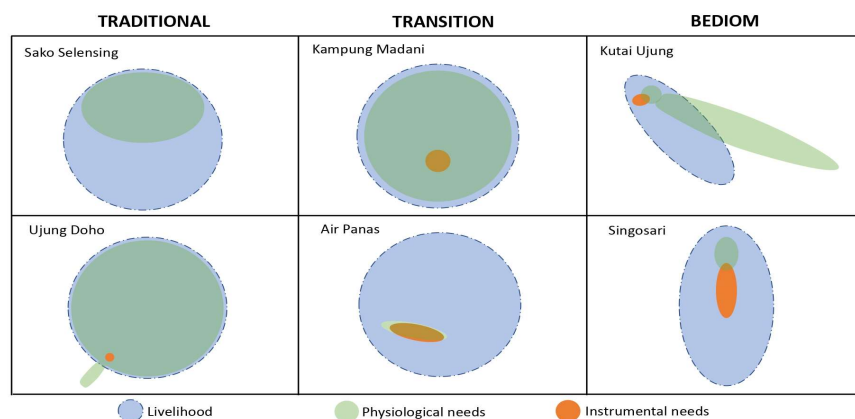 TRADITIONAL TRANSITION BEDIOM
Sako Selensing Kampung Madani Kutai Ujung
Ujung Doho Air Panas Singosari
Livelihood Physiological needs Instrumental needs